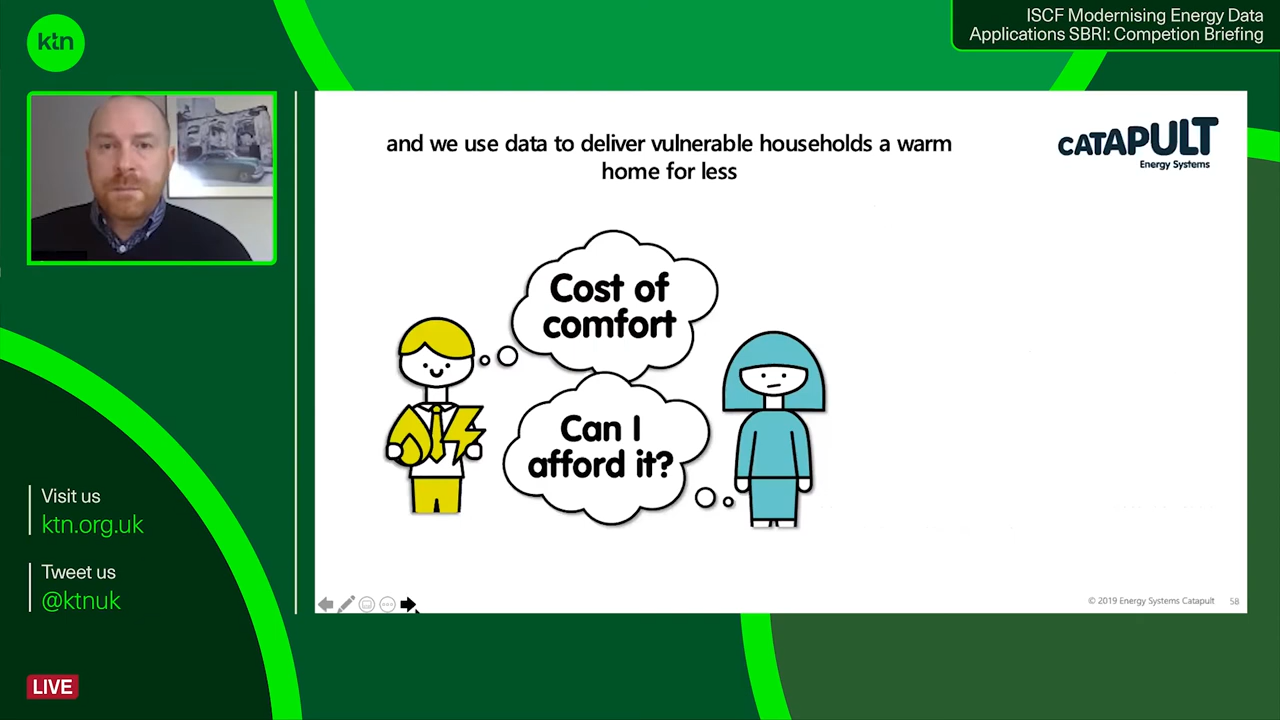 ktn
ISCF Modernising Energy Data
Applications SBRI: Competion Briefing
and we use data to deliver vulnerable households a warm
home for less
CATAPULT
Energy Systems
Cost of
comfort
Can I
afford it?
Visit us
ktn.org.uk
Tweet us
@ktnuk
© 2019 Energy Systems Catapult 58
LIVE